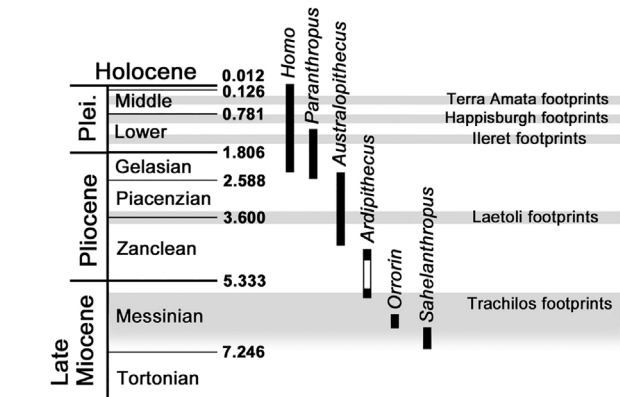 Holocene
0.012
0.126
Plei.
Middle
0.781
Lower
1.806
Pliocene
Gelasian
2.588
Piacenzian
3.600
Zanclean
5.333
Late
Miocene
Messinian
7.246
Tortonian
Homo
Paranthropus
Australopithecus
Ardipithecus
Orrorin
Sahelanthropus
Terra Amata footprints
Happisburgh footprints
Ileret footprints
Laetoli footprints
Trachilos footprints